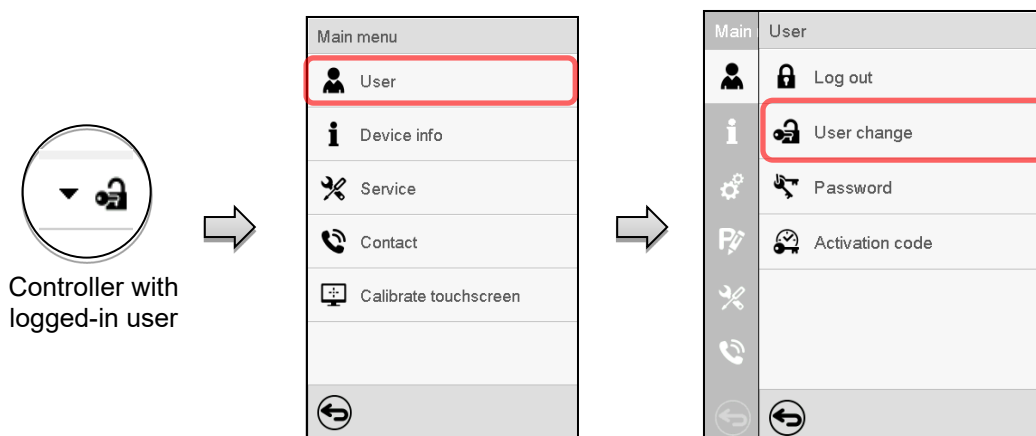 Controller with
logged-in user
Main menu
User
Device info
Service
Contact
Calibrate touchscreen
Main
User
Log out
User change
Password
Activation code